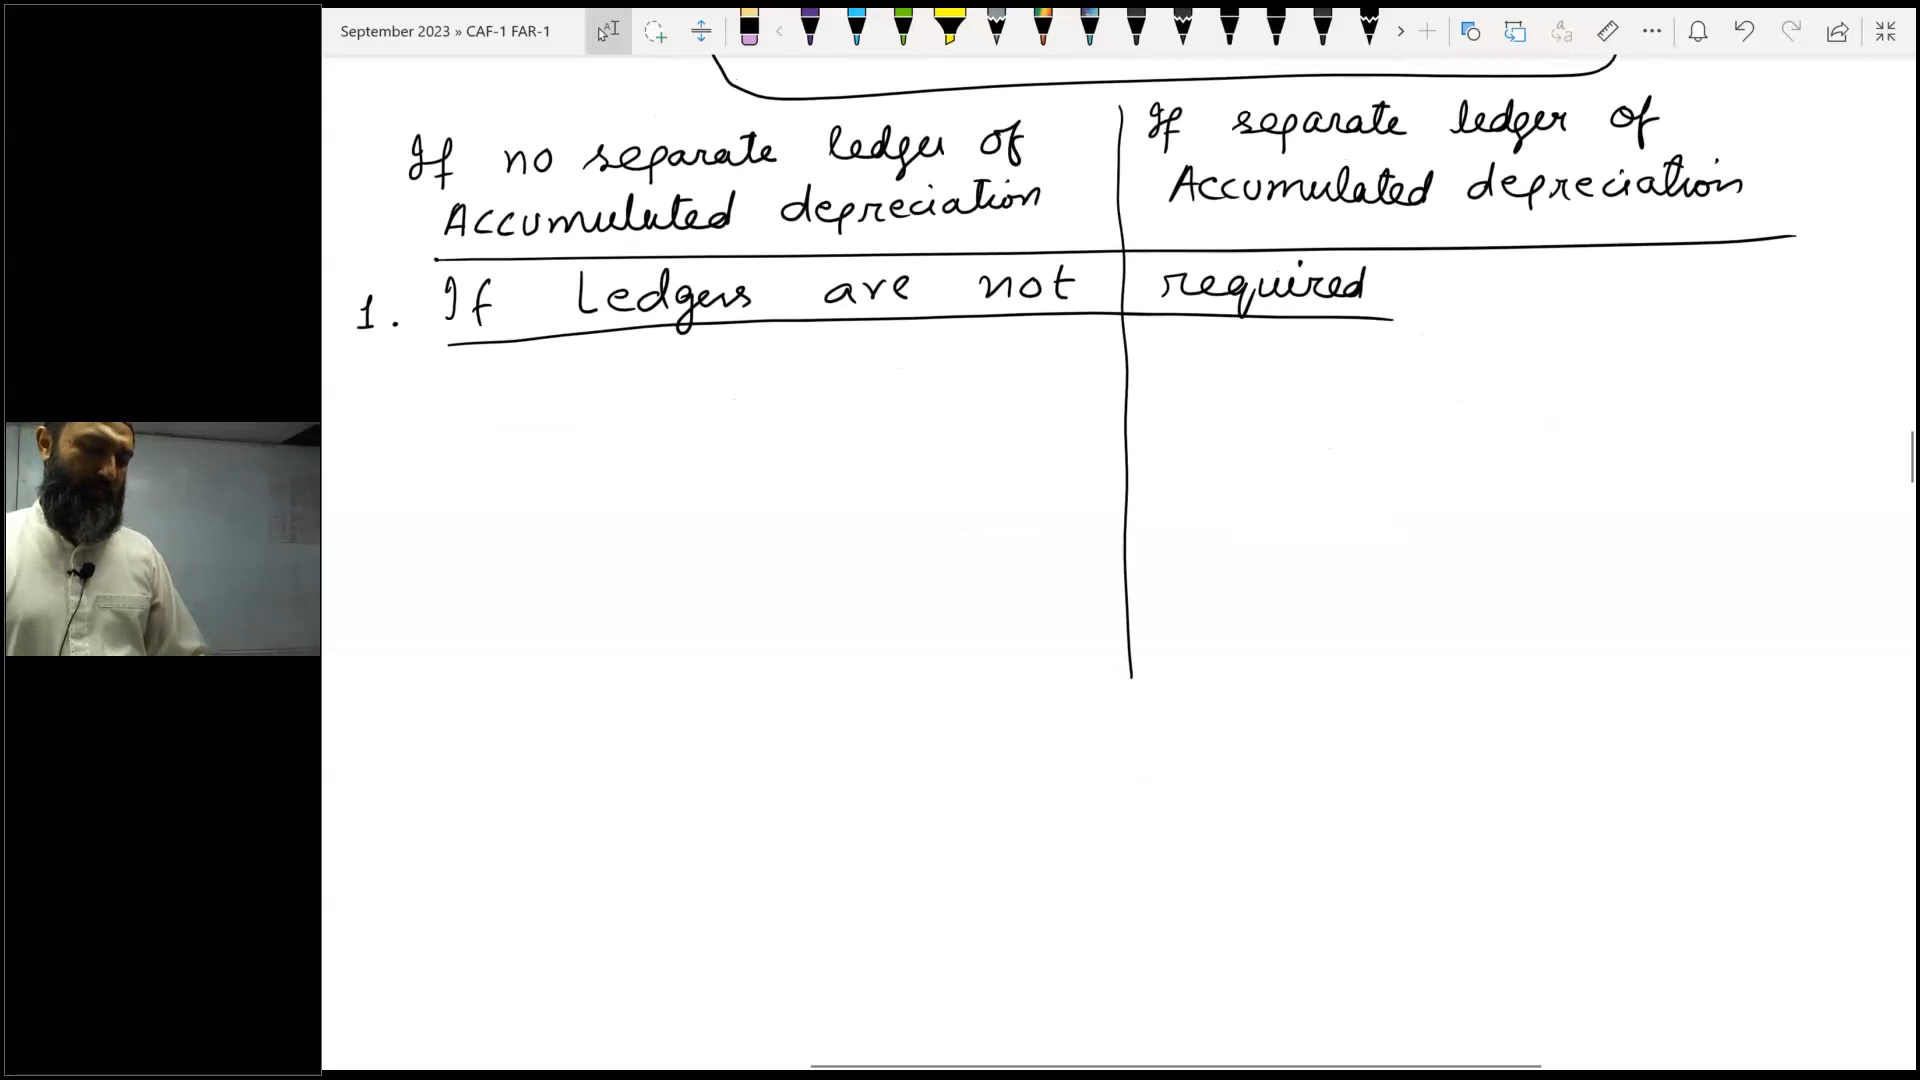 September 2023 » CAF-1 FAR-1
If no separate ledger of
Accumulated depreciation
If separate ledger of
Accumulated depreciation
1. If Ledgers are not required